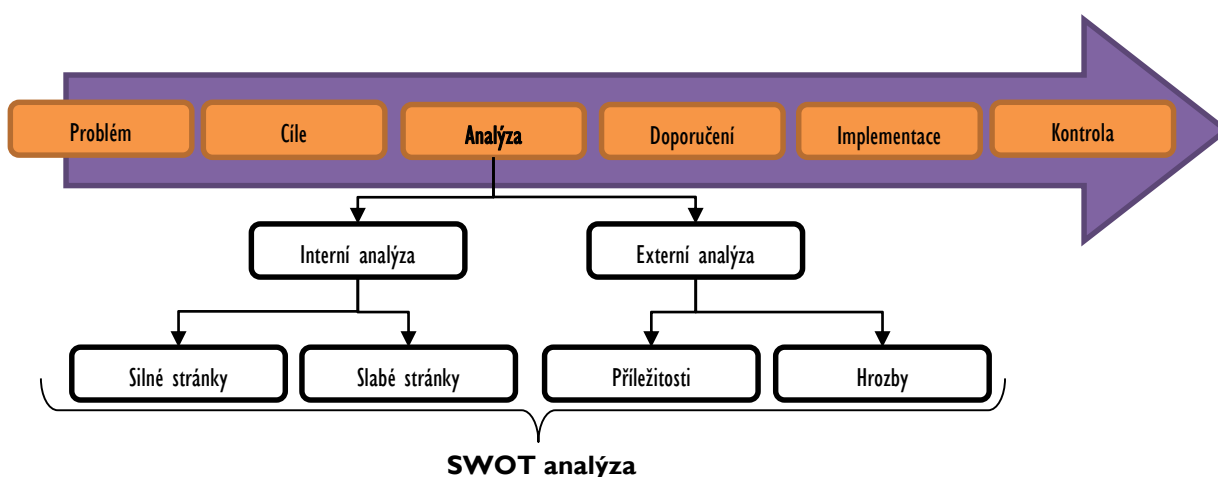 Problém
Cíle
Analýza
Doporučení
Implementace
Kontrola
Interní analýza
Externí analýza
Silné stránky
Slabé stránky
Příležitosti
Hrozby
SWOT analýza